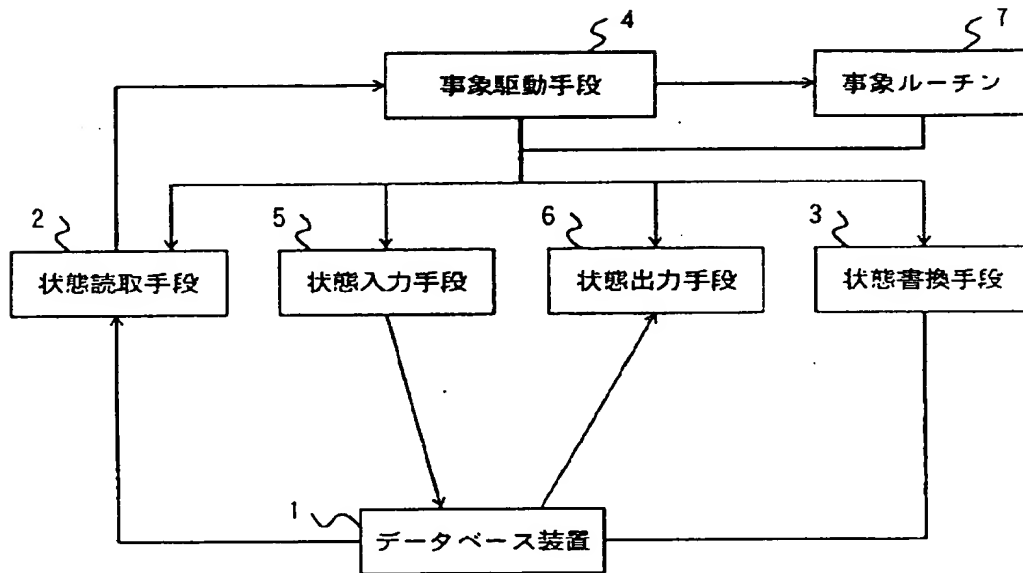 4
7
事象駆動手段
事象ルーチン
2
5
6
3
状態読取手段
状態入力手段
状態出力手段
状態書換手段
1
データベース装置